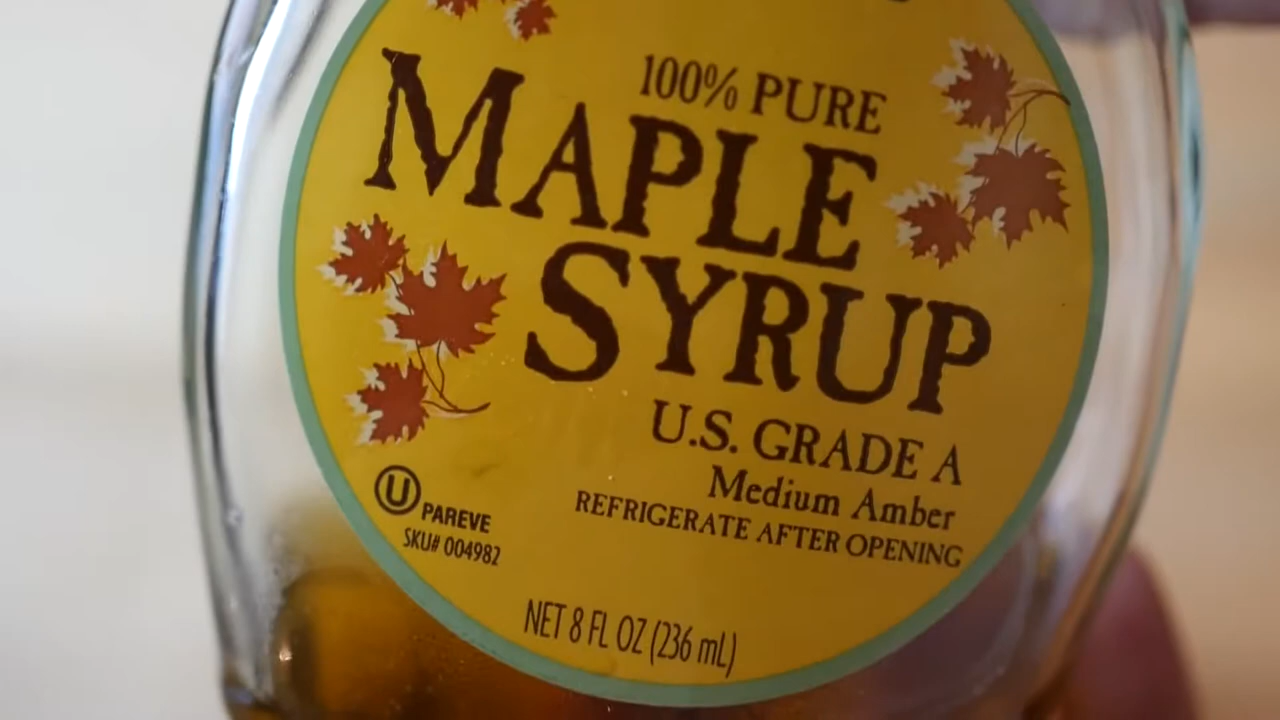 100% PURE
MAPLE
SYRUP
U.S. GRADE A
Medium Amber
REFRIGERATE AFTER OPENING
U PAREVE
SKU# 004982
NET 8 FL OZ (236 mL)